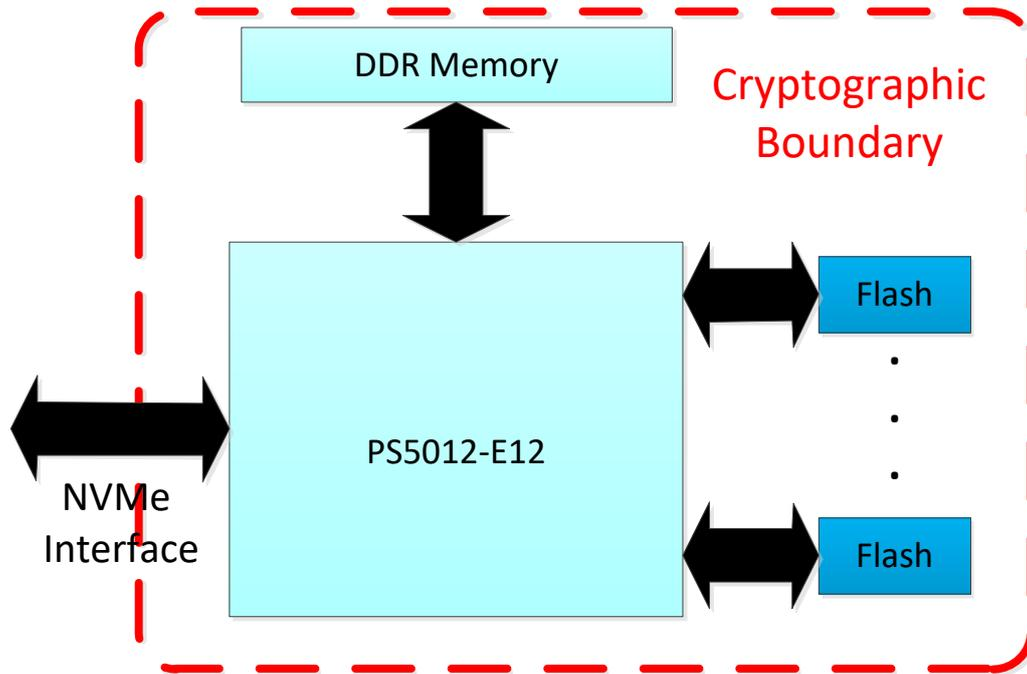 DDR Memory
Cryptographic
Boundary
Flash
PS5012-E12
NVMe
Interface
Flash